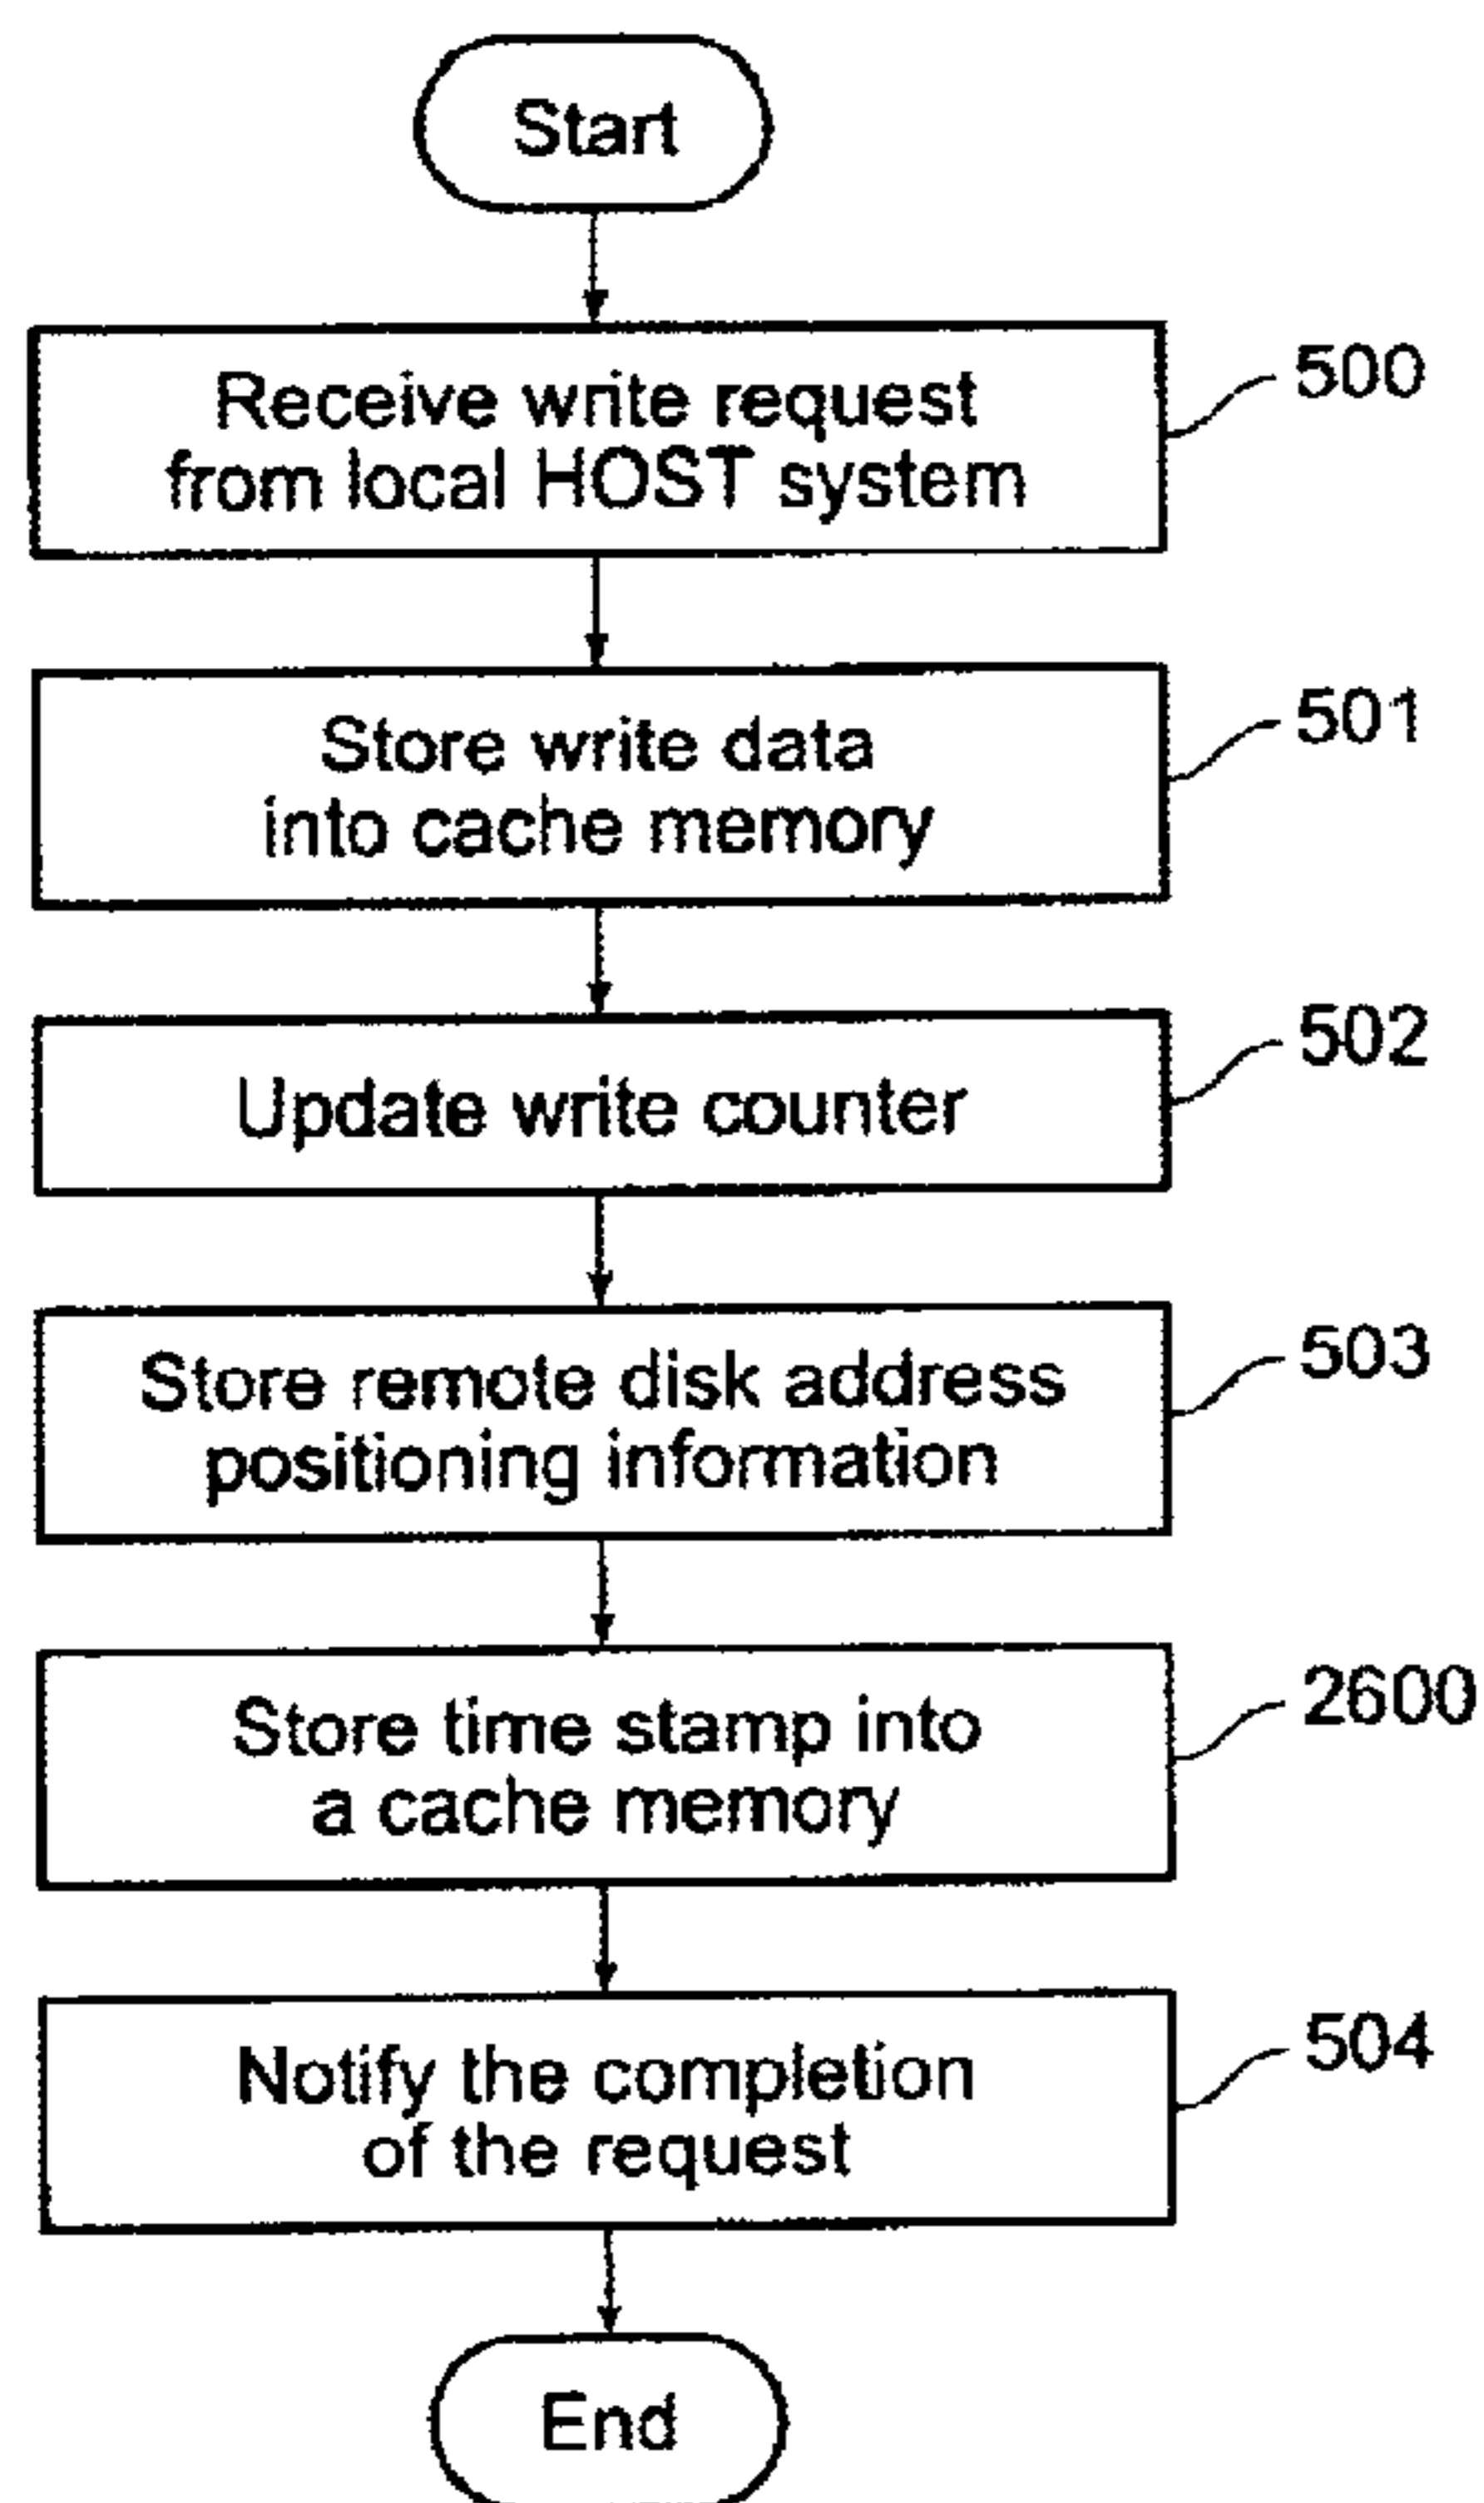 Start
Receive write request
from local HOST system
500
Store write data
into cache memory
501
Update write counter
502
Store remote disk address
positioning information
503
Store time stamp into
a cache memory
2600
Notify the completion
of the request
504
End